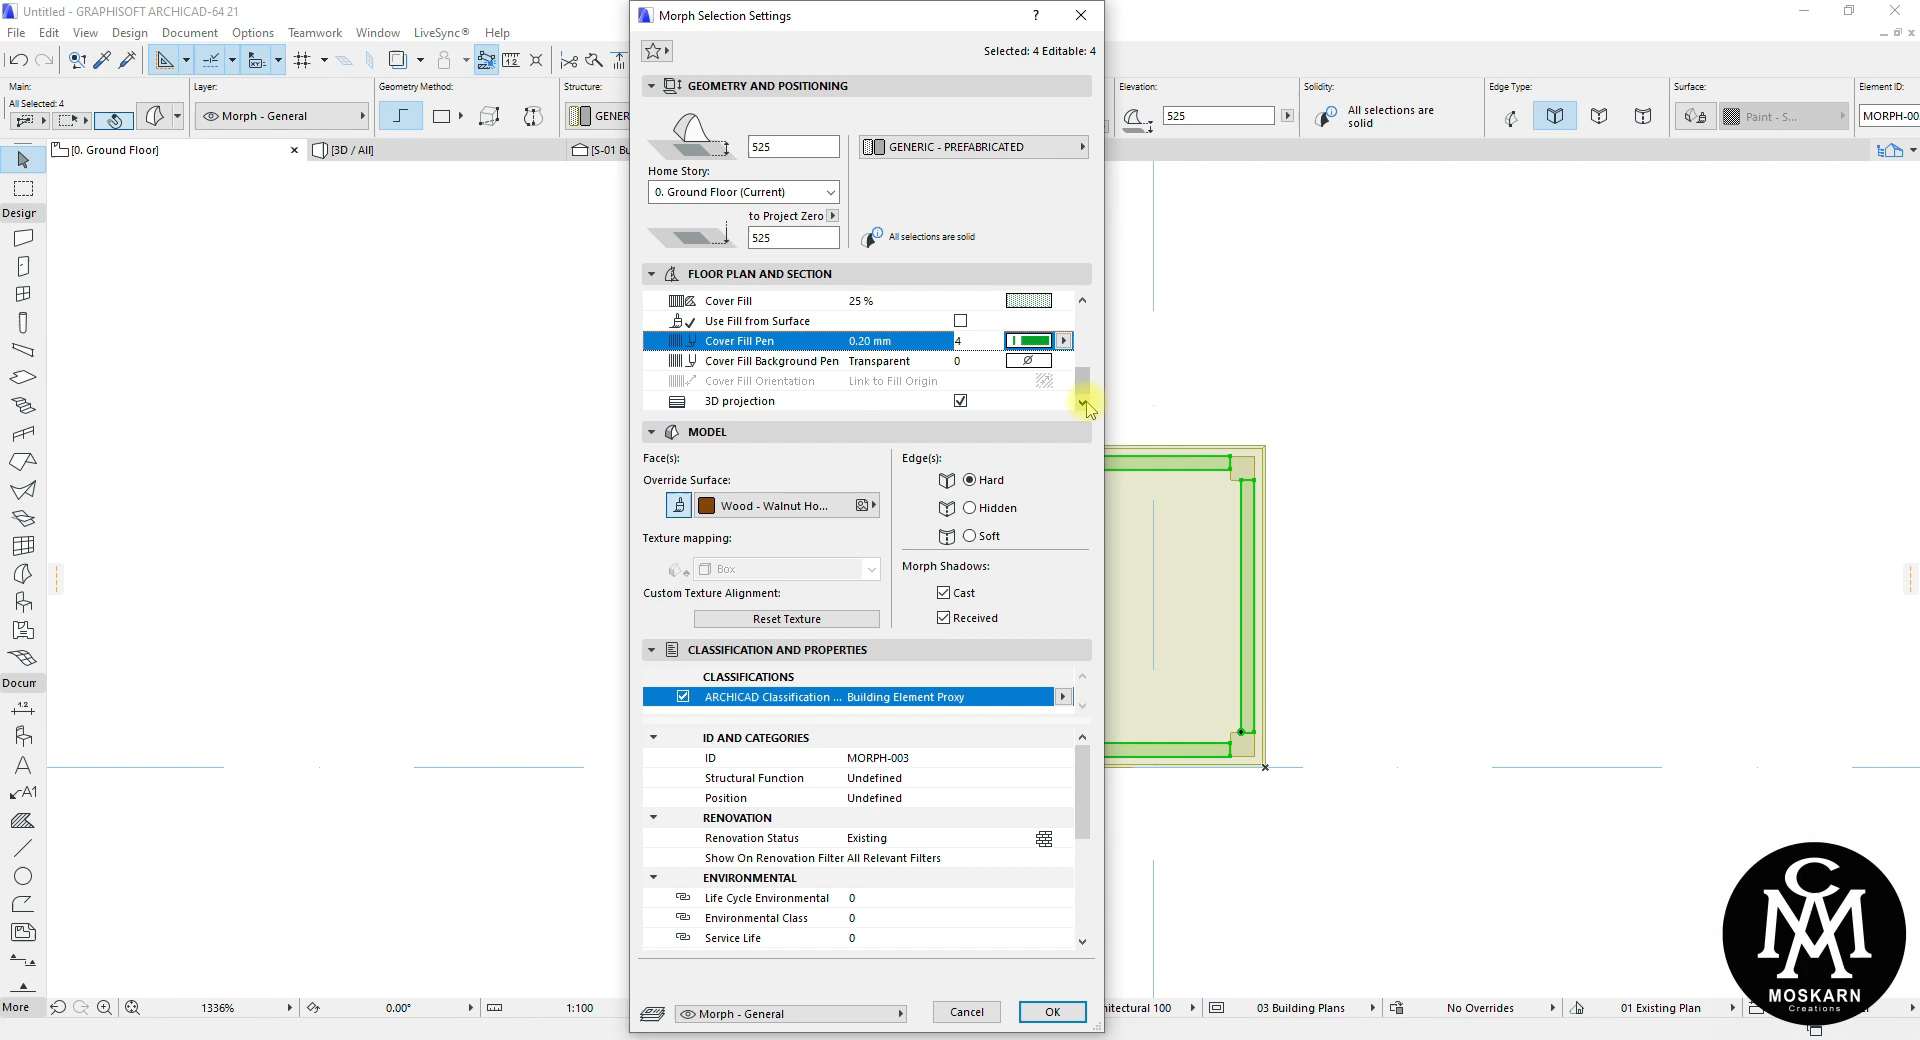 Untitled - GRAPHISOFT ARCHICAD-64 21
File Edit View Design Document Options Teamwork Window LiveSync® Help
Main:
All Selected: 4
Layer:
Morph - General
Geometry Method:
Structure:
GENER
[0. Ground Floor]
[3D / All]
[S-01 Bu
Design
Docum
More
1336%
0.00°
1:100
Morph Selection Settings
?
Selected: 4 Editable: 4
GEOMETRY AND POSITIONING
525
GENERIC - PREFABRICATED
Home Story:
0. Ground Floor (Current)
to Project Zero
525
All selections are solid
FLOOR PLAN AND SECTION
Cover Fill 25 %
Use Fill from Surface
Cover Fill Pen 0.20 mm 4
Cover Fill Background Pen Transparent 0
Cover Fill Orientation Link to Fill Origin
3D projection
MODEL
Face(s):
Override Surface:
Wood - Walnut Ho...
Texture mapping:
Box
Custom Texture Alignment:
Reset Texture
Edge(s):
Hard
Hidden
Soft
Morph Shadows:
Cast
Received
CLASSIFICATION AND PROPERTIES
CLASSIFICATIONS
ARCHICAD Classification ... Building Element Proxy
ID AND CATEGORIES
ID MORPH-003
Structural Function Undefined
Position Undefined
RENOVATION
Renovation Status Existing
Show On Renovation Filter All Relevant Filters
ENVIRONMENTAL
Life Cycle Environmental 0
Environmental Class 0
Service Life 0
Morph - General
Cancel
OK
Elevation:
525
Solidity:
All selections are
solid
Edge Type:
Surface:
Paint - S...
Element ID:
MORPH-00
itectural 100
03 Building Plans
No Overrides
01 Existing Plan
CM
MOSKARN
Creations